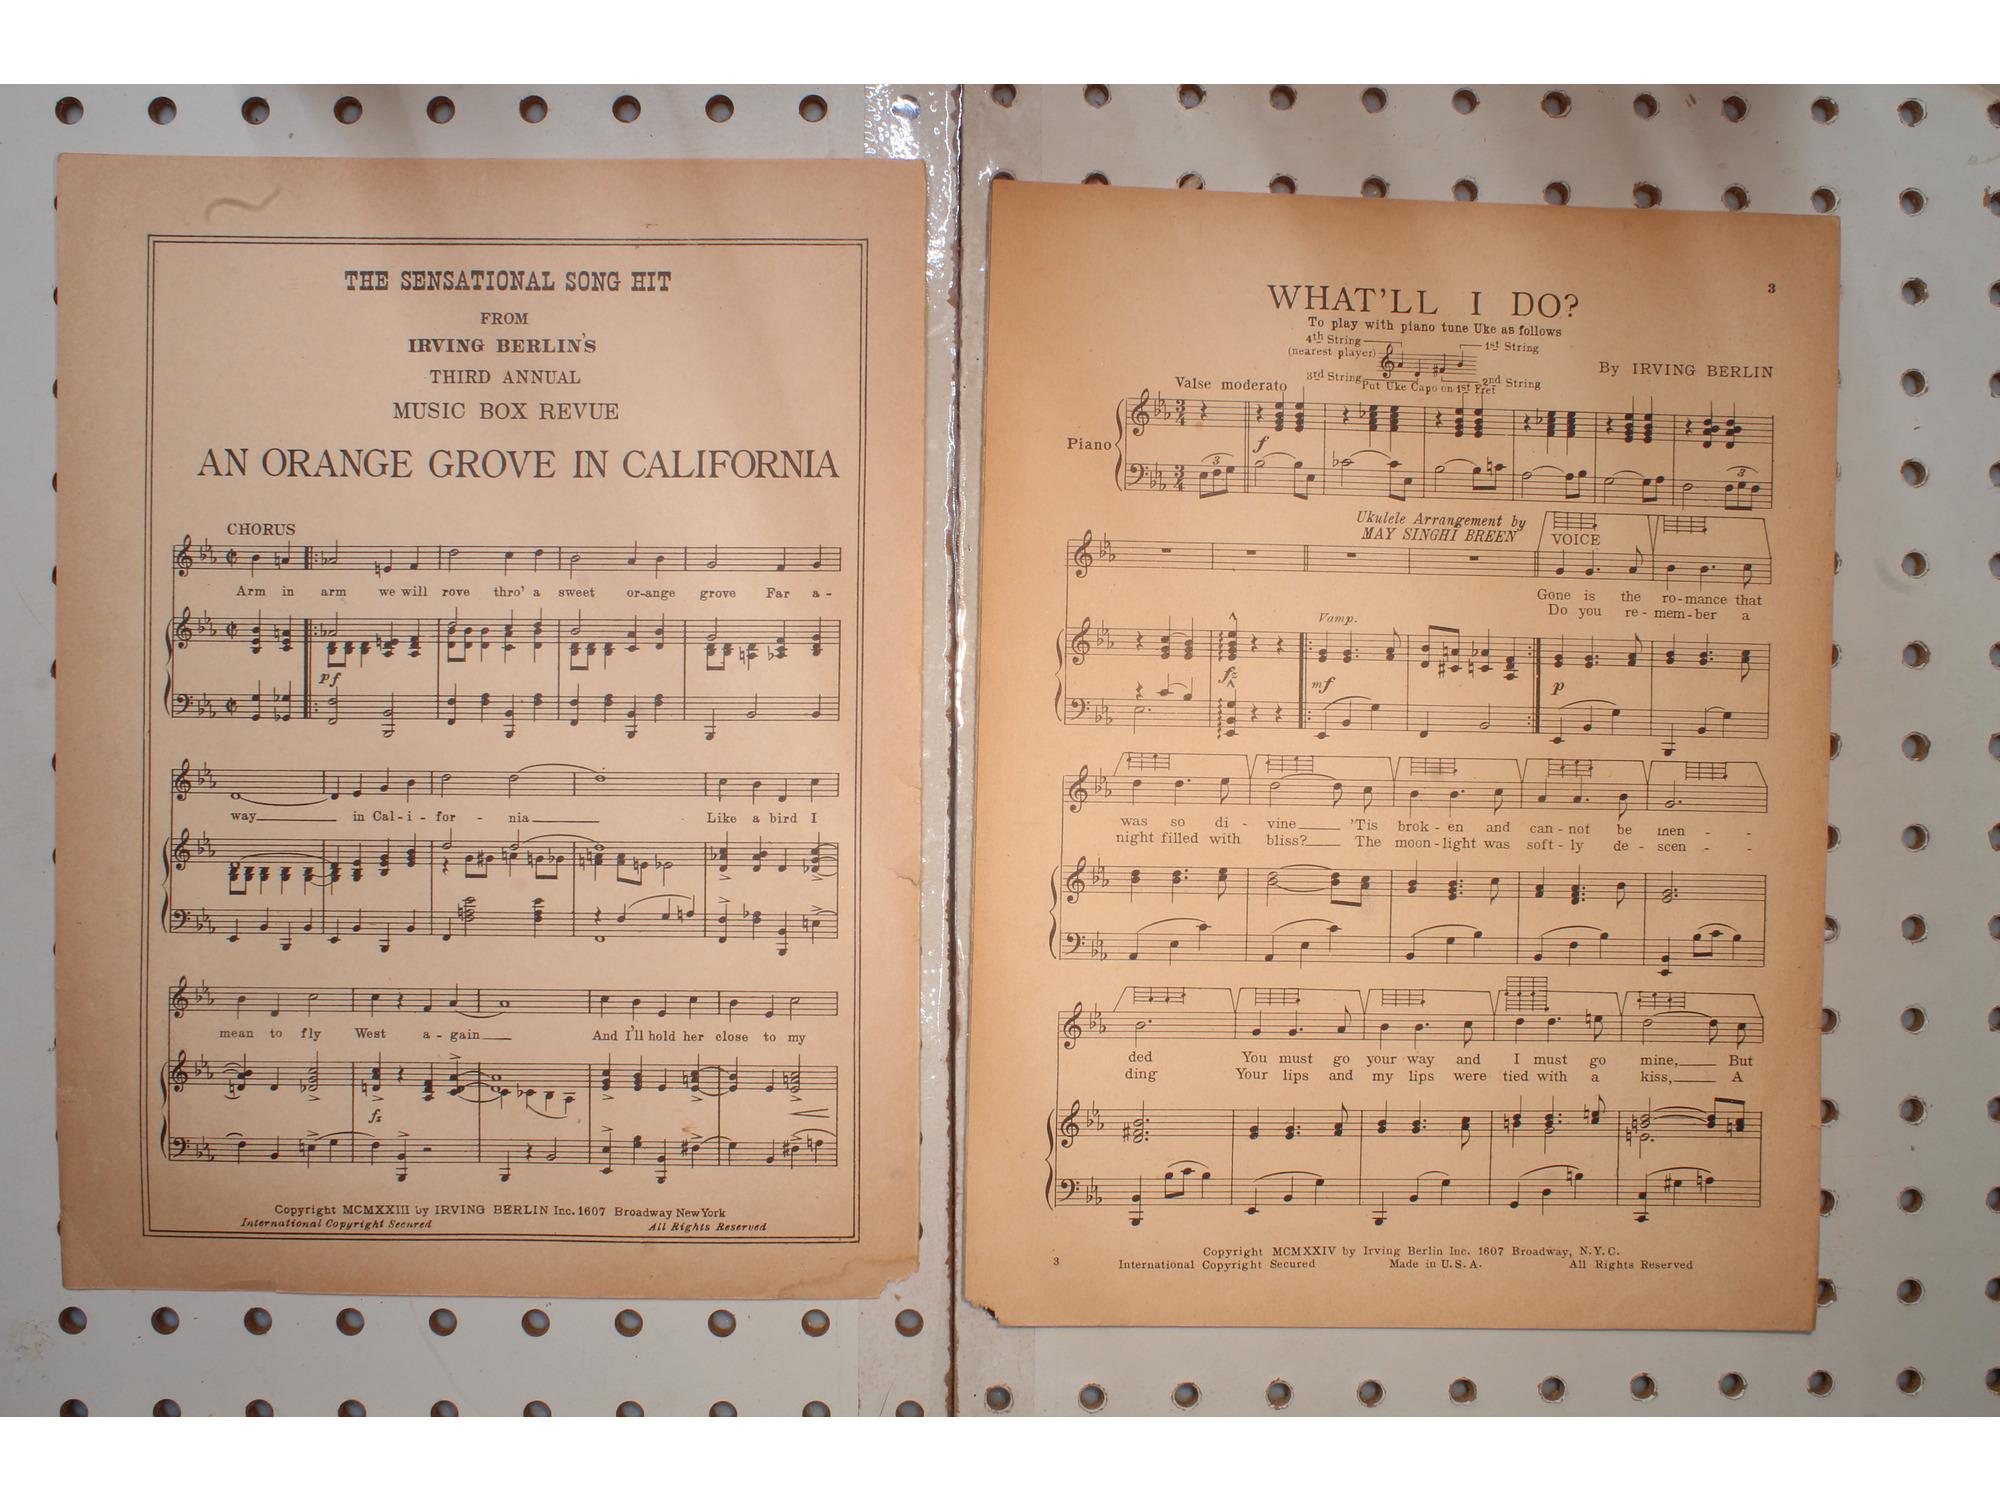 THE SENSATIONAL SONG HIT
FROM
IRVING BERLIN'S
THIRD ANNUAL
MUSIC BOX REVUE
AN ORANGE GROVE IN CALIFORNIA
CHORUS
Arm in arm we will rove thro' a sweet or-ange grove Far a-
pf
way in Cal-i-for-nia Like a bird I
mean to fly West a-gain And I'll hold her close to my
fz
Copyright MCMXXIII by IRVING BERLIN Inc. 1607 Broadway New York
International Copyright Secured All Rights Reserved
3
WHAT'LL I DO?
To play with piano tune Uke as follows
4th String 1st String
(nearest player)
3rd String 2nd String
Put Uke Capo on 1st Fret
By IRVING BERLIN
Valse moderato
Piano
f
3
3
Ukulele Arrangement by
MAY SINGHI BREEN
VOICE
Gone is the ro-mance that
Do you re-mem-ber a
Vamp.
fz mf p
was so di-vine 'Tis brok-en and can-not be men-
night filled with bliss? The moon-light was soft-ly de-scen-
ded You must go your way and I must go mine, But
ding Your lips and my lips were tied with a kiss, A
Copyright MCMXXIV by Irving Berlin Inc. 1607 Broadway, N.Y.C.
3 International Copyright Secured Made in U.S.A. All Rights Reserved